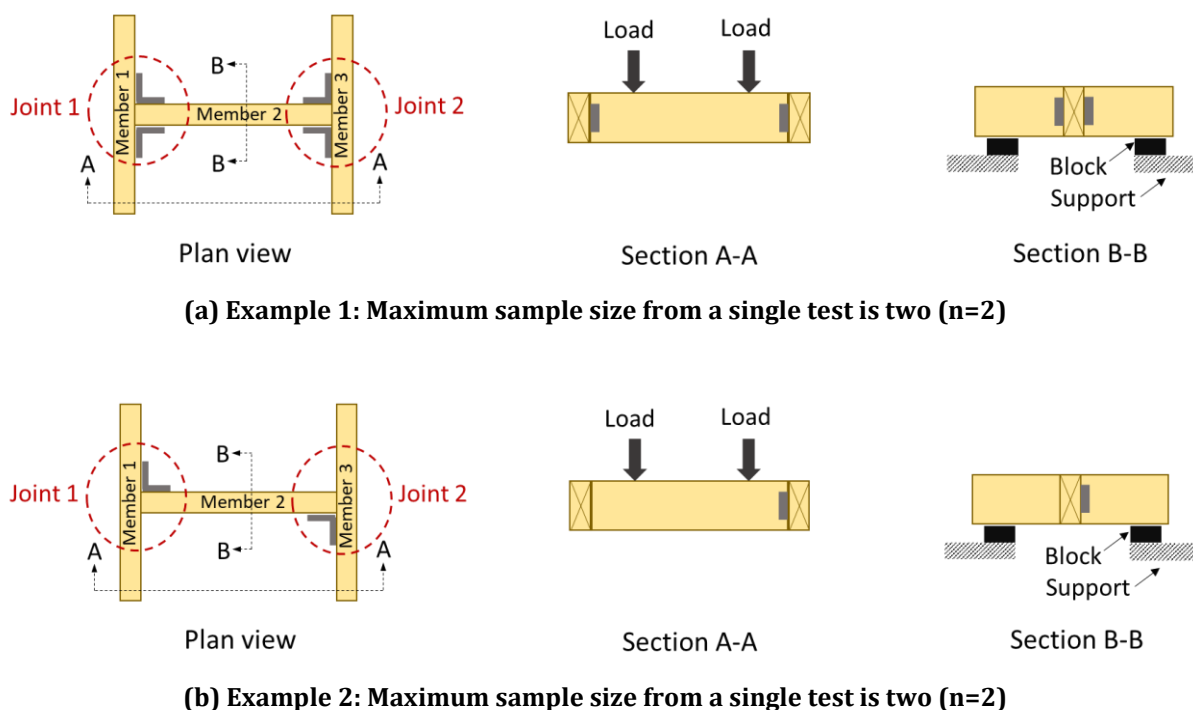 Joint 1
Member 1
B
Member 2
B
A
Member 3
Joint 2
A
Plan view
Load
Load
Section A-A
Block
Support
Section B-B
(a) Example 1: Maximum sample size from a single test is two (n=2)
Joint 1
Member 1
B
Member 2
B
A
Member 3
Joint 2
A
Plan view
Load
Load
Section A-A
Block
Support
Section B-B
(b) Example 2: Maximum sample size from a single test is two (n=2)